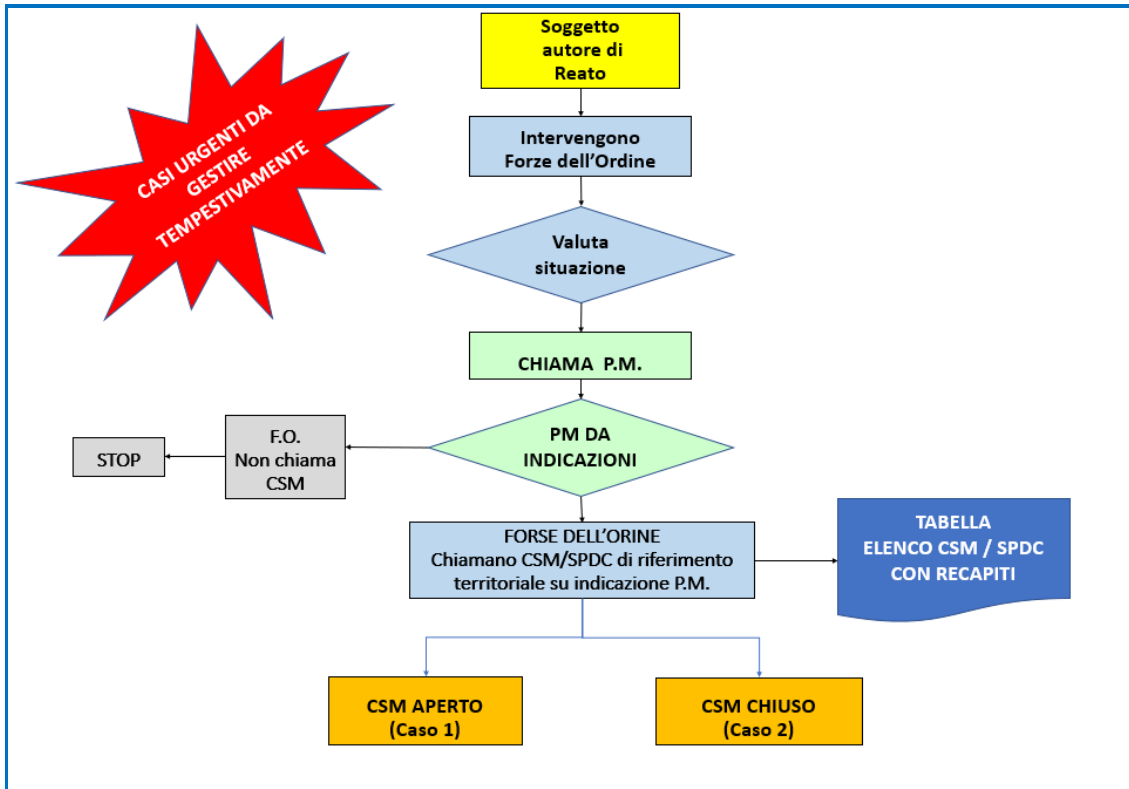 Soggetto
autore di
Reato
CASI URGENTI DA
GESTIRE
TEMPESTIVAMENTE
Intervengono
Forze dell'Ordine
Valuta
situazione
CHIAMA P.M.
PM DA
INDICAZIONI
F.O.
Non chiama
CSM
STOP
FORSE DELL'ORINE
Chiamano CSM/SPDC di riferimento
territoriale su indicazione P.M.
TABELLA
ELENCO CSM / SPDC
CON RECAPITI
CSM APERTO
(Caso 1)
CSM CHIUSO
(Caso 2)